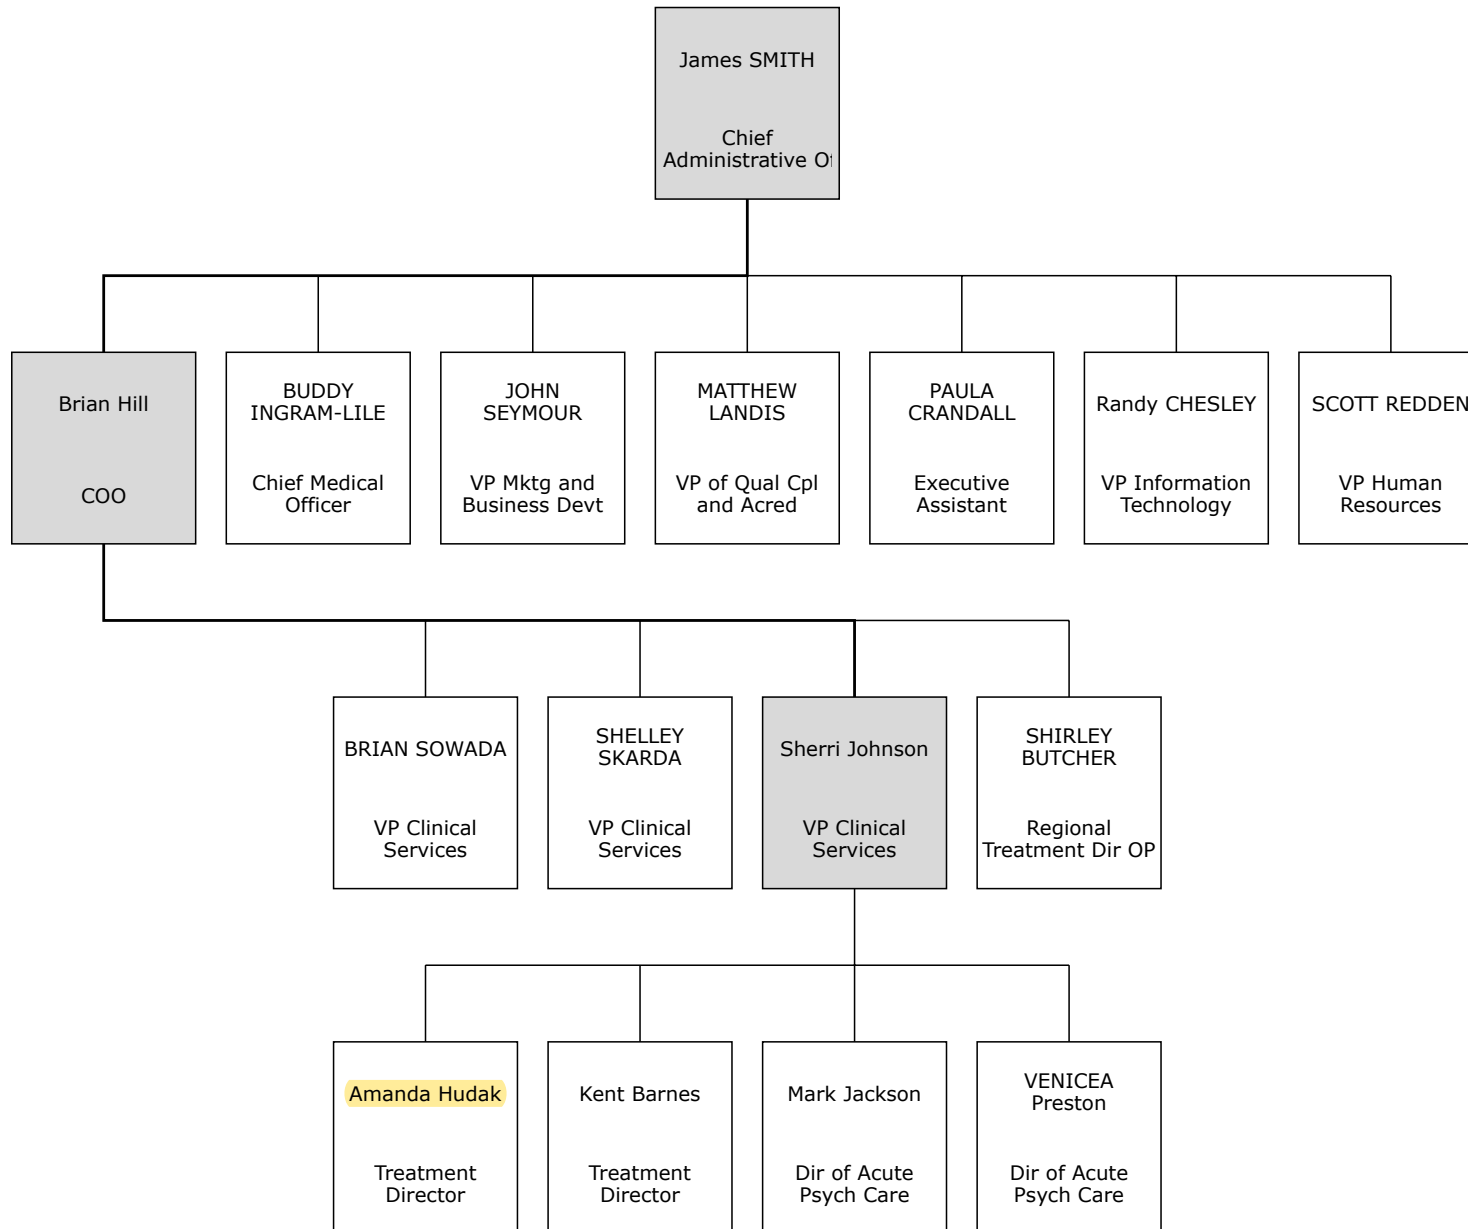 James SMITH
Chief
Administrative Of
Brian Hill
COO
BUDDY
INGRAM-LILE
Chief Medical
Officer
JOHN
SEYMOUR
VP Mktg and
Business Devt
MATTHEW
LANDIS
VP of Qual Cpl
and Acred
PAULA
CRANDALL
Executive
Assistant
Randy CHESLEY
VP Information
Technology
SCOTT REDDEN
VP Human
Resources
BRIAN SOWADA
VP Clinical
Services
SHELLEY
SKARDA
VP Clinical
Services
Sherri Johnson
VP Clinical
Services
SHIRLEY
BUTCHER
Regional
Treatment Dir OP
Amanda Hudak
Treatment
Director
Kent Barnes
Treatment
Director
Mark Jackson
Dir of Acute
Psych Care
VENICEA
Preston
Dir of Acute
Psych Care